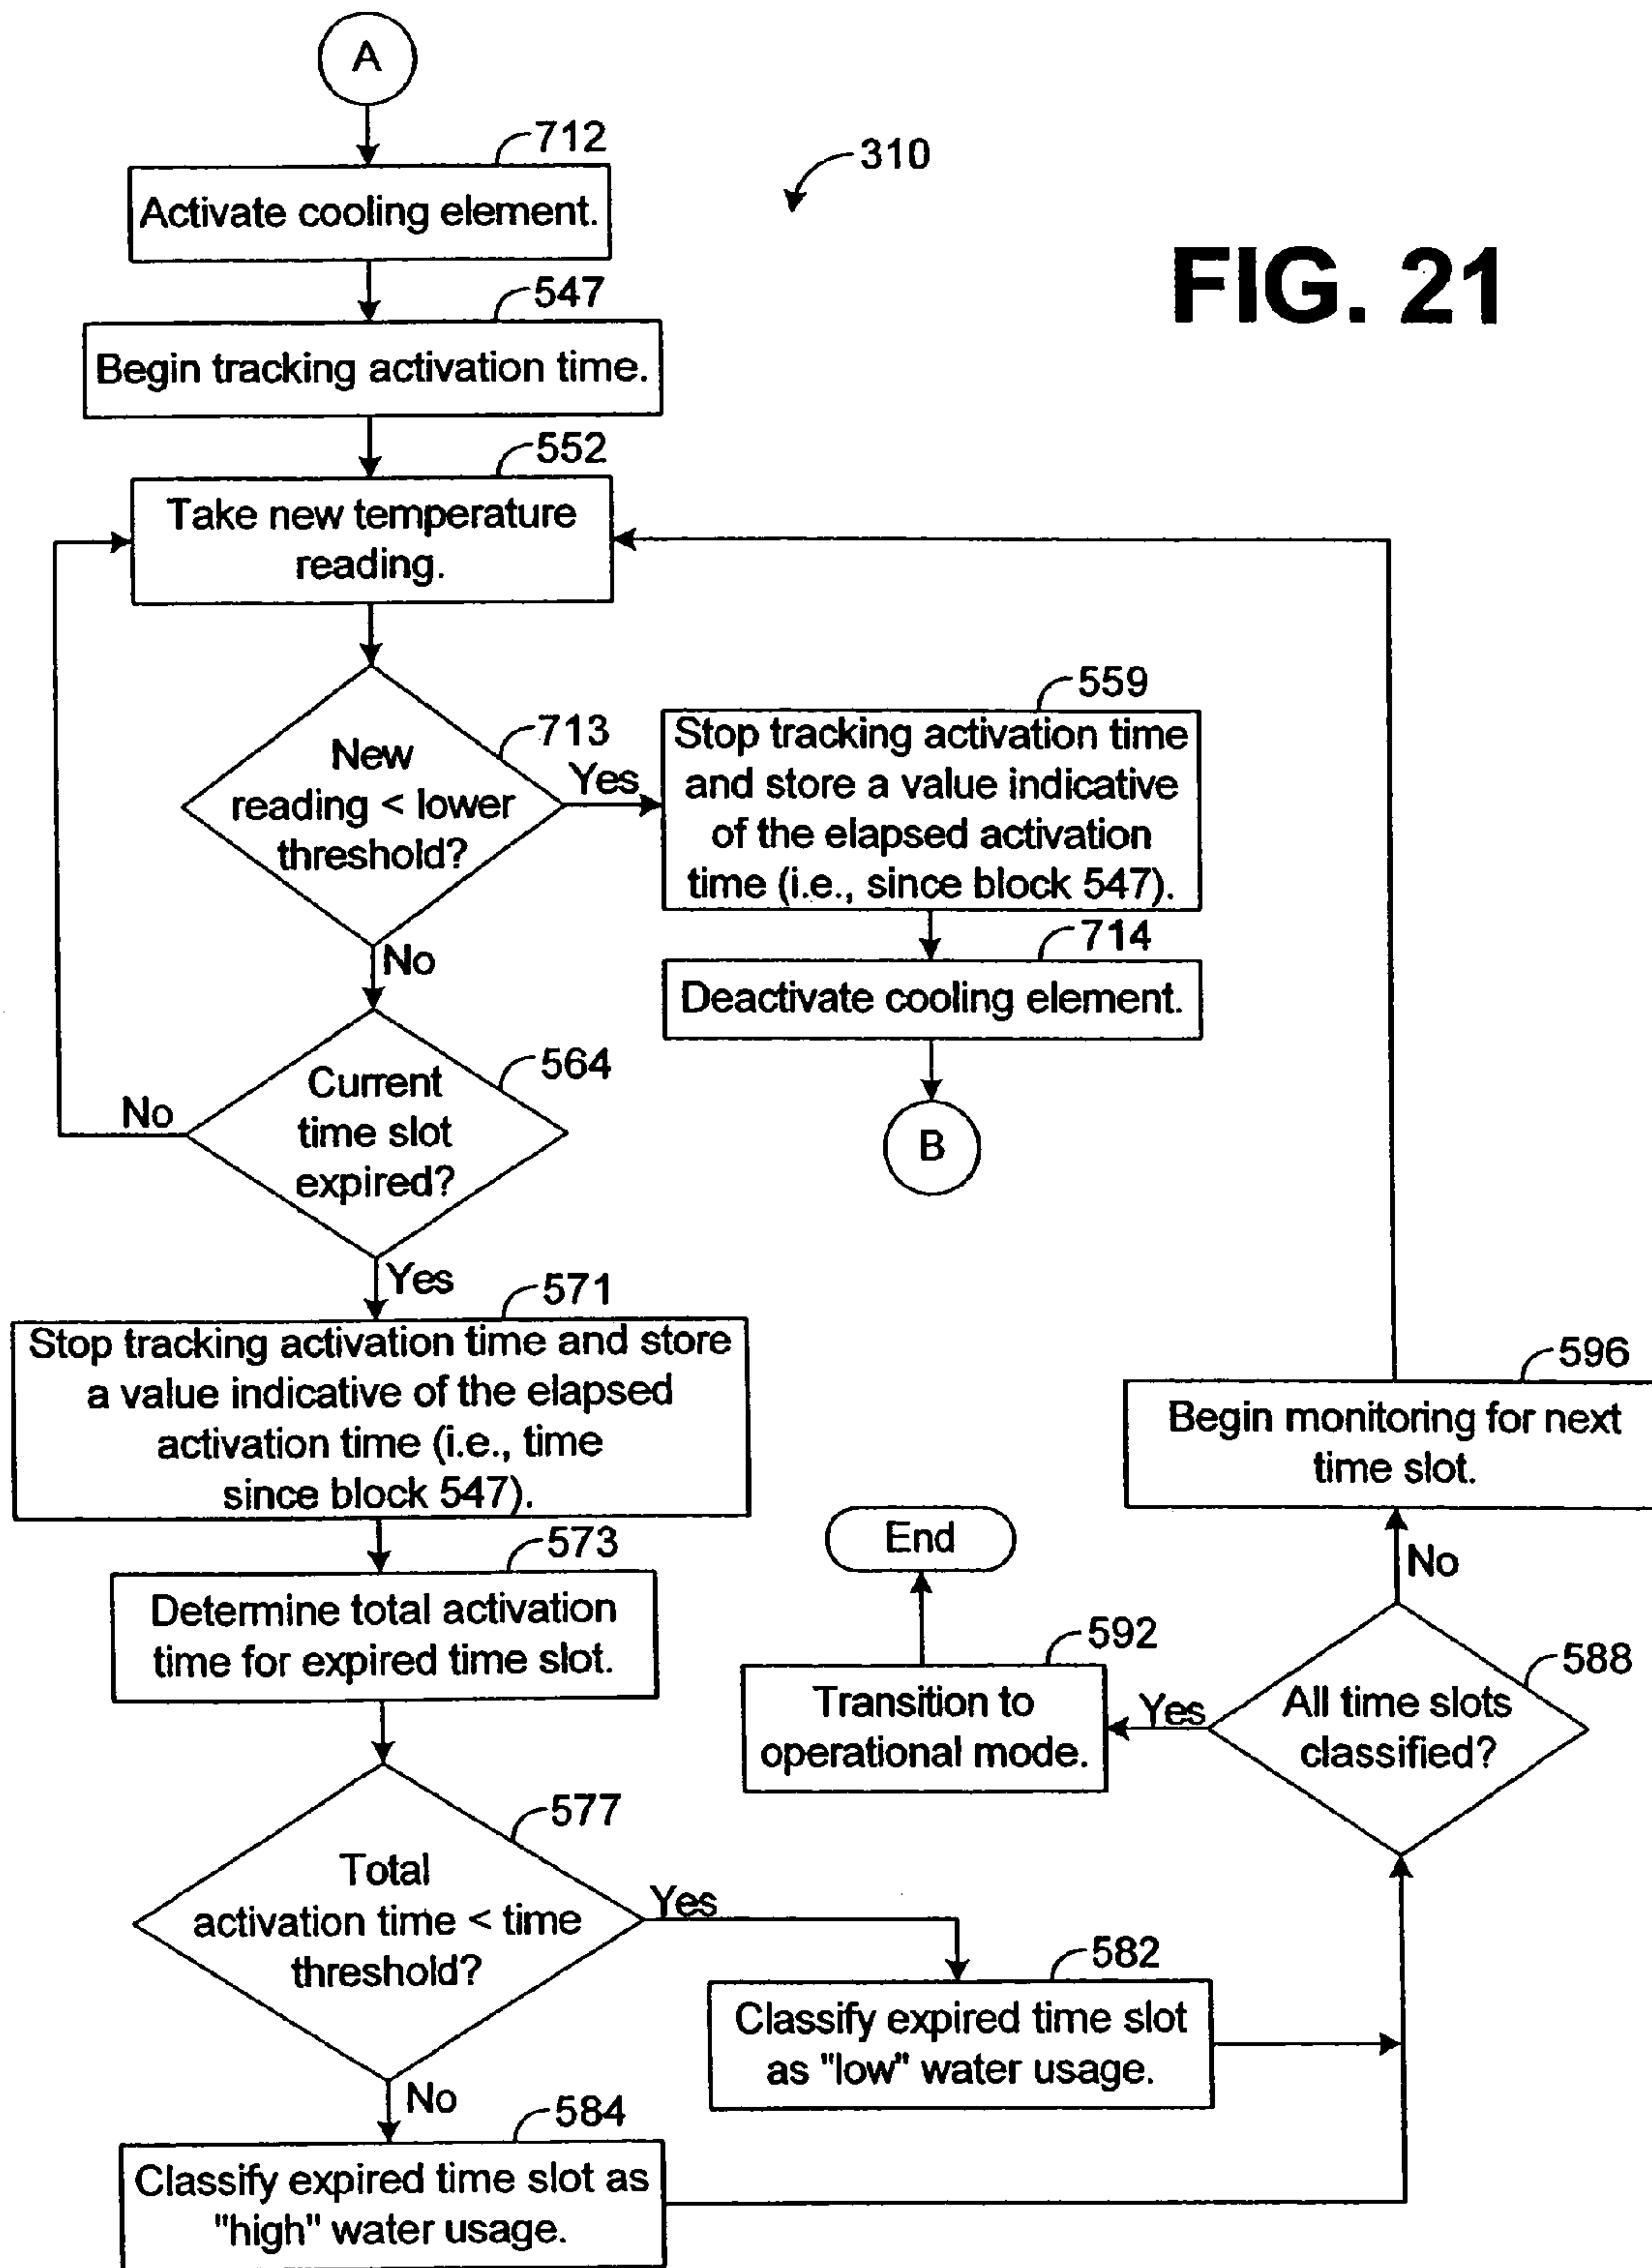 A
712
310
Activate cooling element.
FIG. 21
547
Begin tracking activation time.
552
Take new temperature
reading.
713
New
reading < lower
threshold?
Yes
559
Stop tracking activation time
and store a value indicative
of the elapsed activation
time (i.e., since block 547).
No
714
Deactivate cooling element.
B
564
Current
time slot
expired?
No
Yes
571
Stop tracking activation time and store
a value indicative of the elapsed
activation time (i.e., time
since block 547).
596
Begin monitoring for next
time slot.
573
Determine total activation
time for expired time slot.
End
No
592
Transition to
operational mode.
Yes
588
All time slots
classified?
577
Total
activation time < time
threshold?
Yes
582
Classify expired time slot
as "low" water usage.
No
584
Classify expired time slot as
"high" water usage.